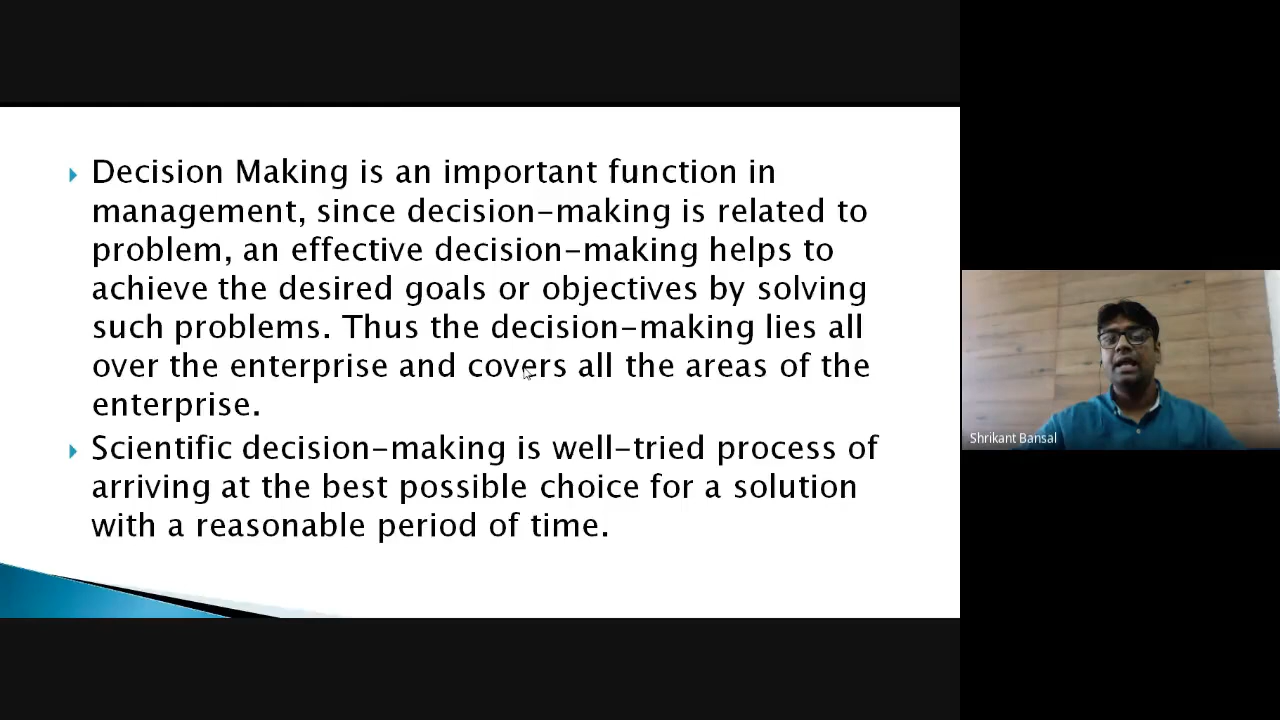 Decision Making is an important function in
management, since decision-making is related to
problem, an effective decision-making helps to
achieve the desired goals or objectives by solving
such problems. Thus the decision-making lies all
over the enterprise and covers all the areas of the
enterprise.
Scientific decision-making is well-tried process of
arriving at the best possible choice for a solution
with a reasonable period of time.
Shrikant Bansal